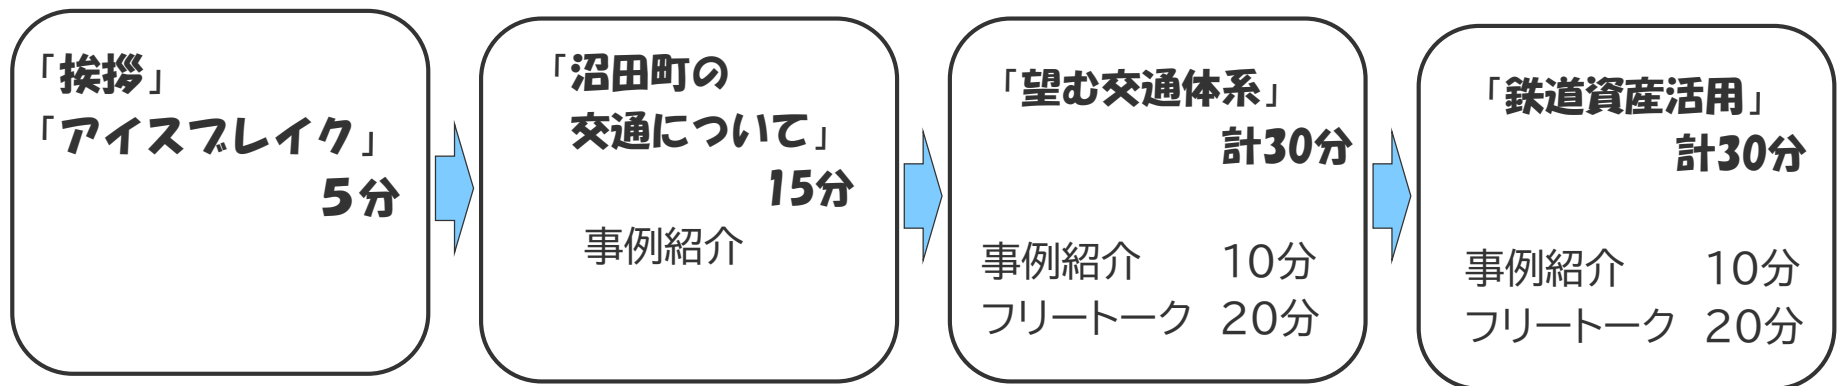 「挨拶」
「アイスブレイク」
５分
「沼田町の
交通について」
15分
事例紹介
「望む交通体系」
計30分
事例紹介　　10分
フリートーク　20分
「鉄道資産活用」
計30分
事例紹介　　10分
フリートーク　20分